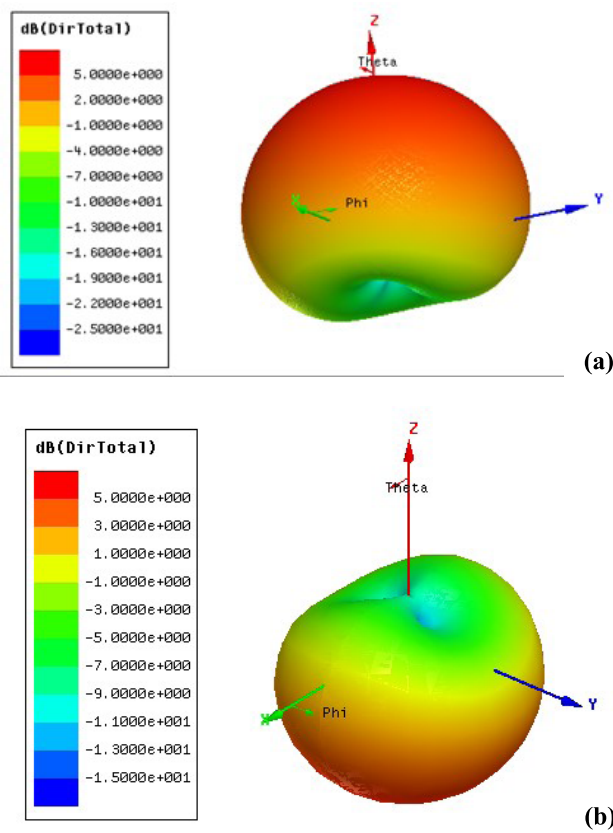 dB(DirTotal)
5.0000e+000
2.0000e+000
-1.0000e+000
-4.0000e+000
-7.0000e+000
-1.0000e+001
-1.3000e+001
-1.6000e+001
-1.9000e+001
-2.2000e+001
-2.5000e+001
Z
Theta
X
Phi
Y
(a)
dB(DirTotal)
5.0000e+000
3.0000e+000
1.0000e+000
-1.0000e+000
-3.0000e+000
-5.0000e+000
-7.0000e+000
-9.0000e+000
-1.1000e+001
-1.3000e+001
-1.5000e+001
Z
Theta
X
Phi
Y
(b)